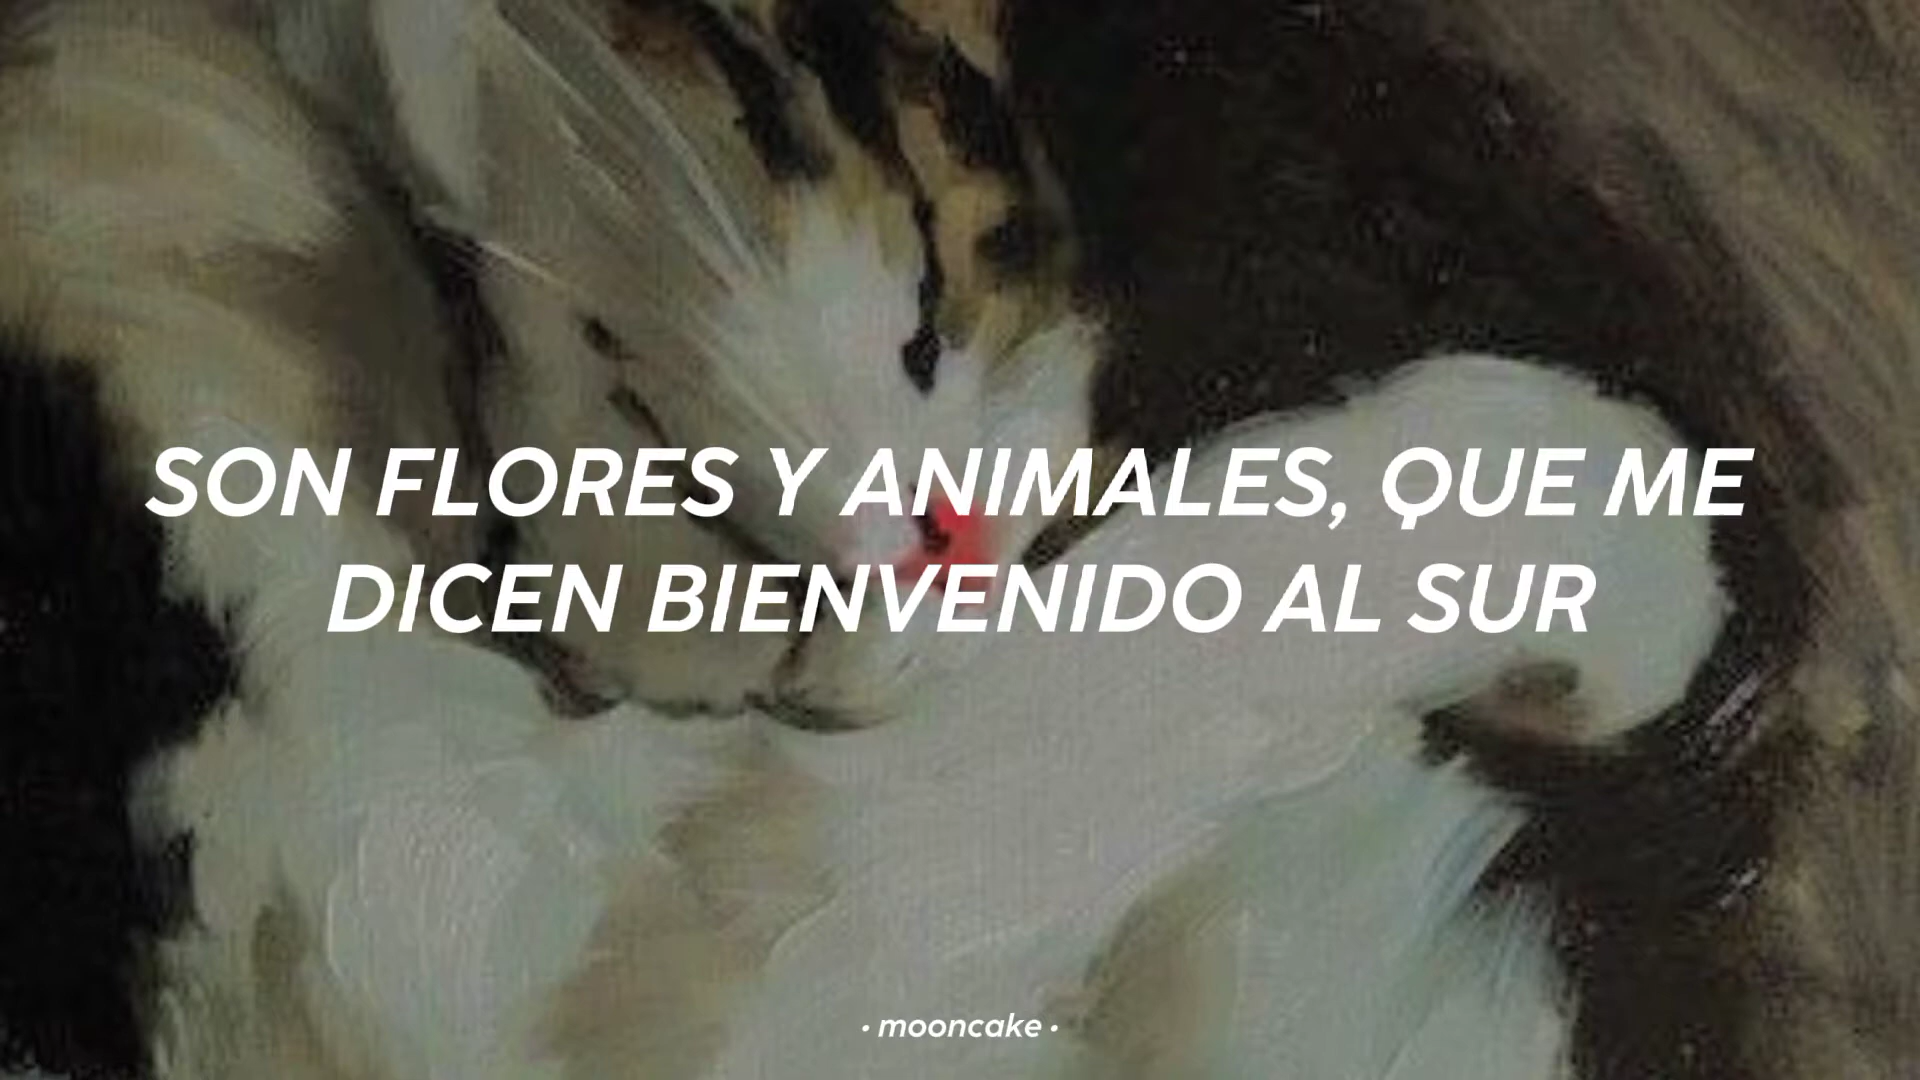 SON FLORES Y ANIMALES, QUE ME
DICEN BIENVENIDO AL SUR
• mooncake •